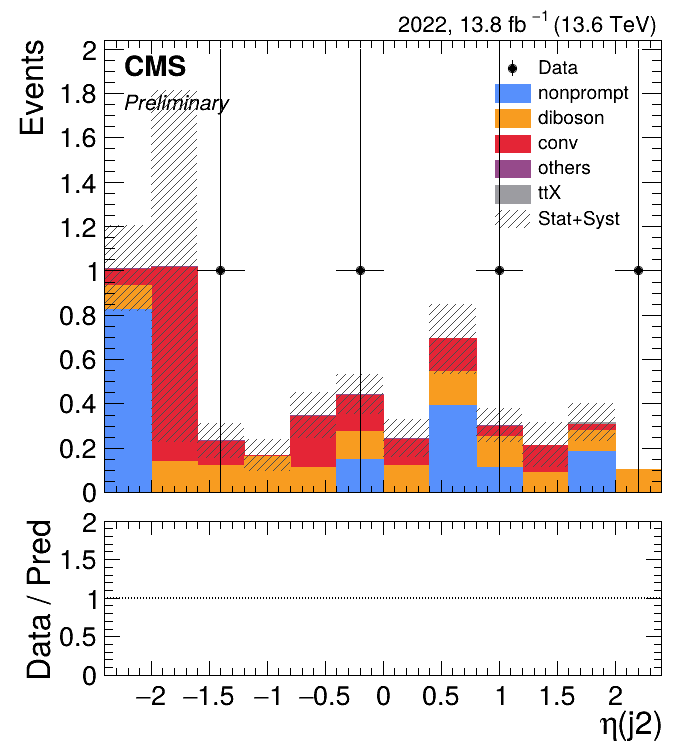 2022, 13.8 fb⁻¹ (13.6 TeV)
CMS
Preliminary
Events
2
1.8
1.6
1.4
1.2
1
0.8
0.6
0.4
0.2
0
Data
nonprompt
diboson
conv
others
ttX
Stat+Syst
Data / Pred
2
1.5
1
0.5
0
−2 −1.5 −1 −0.5 0 0.5 1 1.5 2
η(j2)